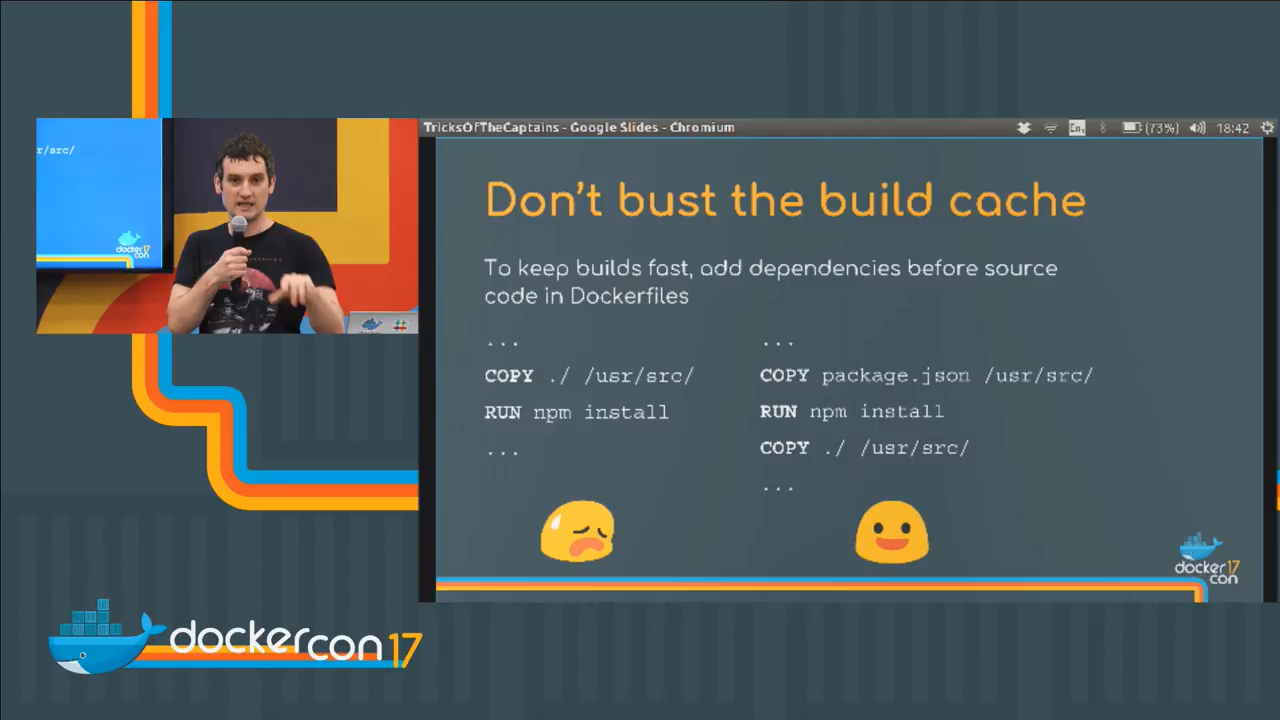 TricksOfTheCaptains - Google Slides - Chromium
En₁ (73%) 18:42
Don't bust the build cache
To keep builds fast, add dependencies before source
code in Dockerfiles
...
COPY ./ /usr/src/
RUN npm install
...
...
COPY package.json /usr/src/
RUN npm install
COPY ./ /usr/src/
...
docker17
con
r/src/
docker17
con
dockercon17